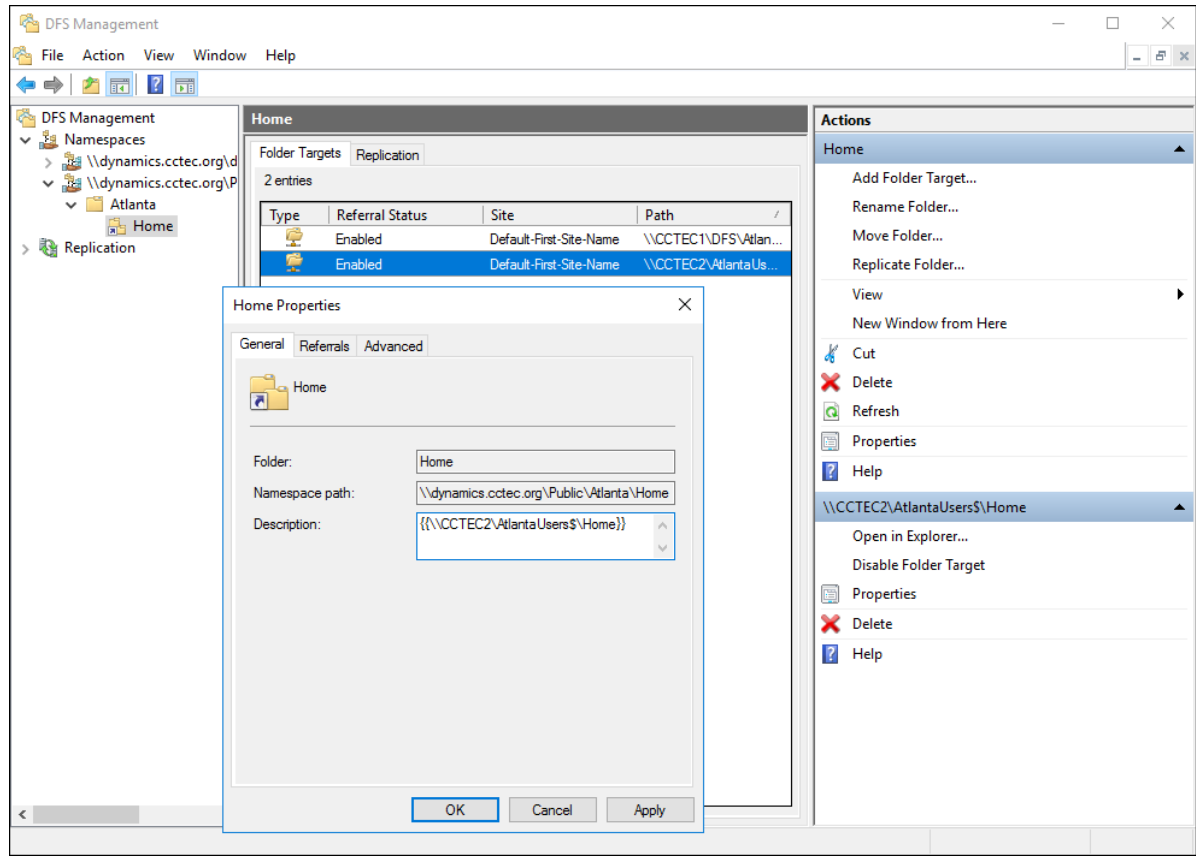 DFS Management
File Action View Window Help
DFS Management
Namespaces
\\dynamics.cctec.org\d
\\dynamics.cctec.org\P
Atlanta
Home
Replication
Home
Folder Targets Replication
2 entries
Type Referral Status Site Path
Enabled Default-First-Site-Name \\CCTEC1\DFS\Atlan...
Enabled Default-First-Site-Name \\CCTEC2\AtlantaUs...
Home Properties
General Referrals Advanced
Home
Folder: Home
Namespace path: \\dynamics.cctec.org\Public\Atlanta\Home
Description: {{\\CCTEC2\AtlantaUsers$\Home}}
OK Cancel Apply
Actions
Home
Add Folder Target...
Rename Folder...
Move Folder...
Replicate Folder...
View
New Window from Here
Cut
Delete
Refresh
Properties
Help
\\CCTEC2\AtlantaUsers$\Home
Open in Explorer...
Disable Folder Target
Properties
Delete
Help